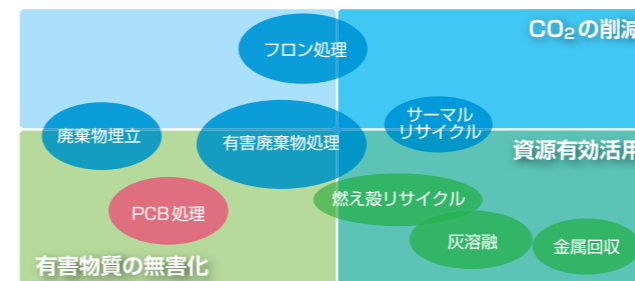 CO₂の削減
フロン処理
サーマル
リサイクル
廃棄物埋立
有害廃棄物処理
資源有効活用
燃え殻リサイクル
PCB処理
灰溶融
金属回収
有害物質の無害化